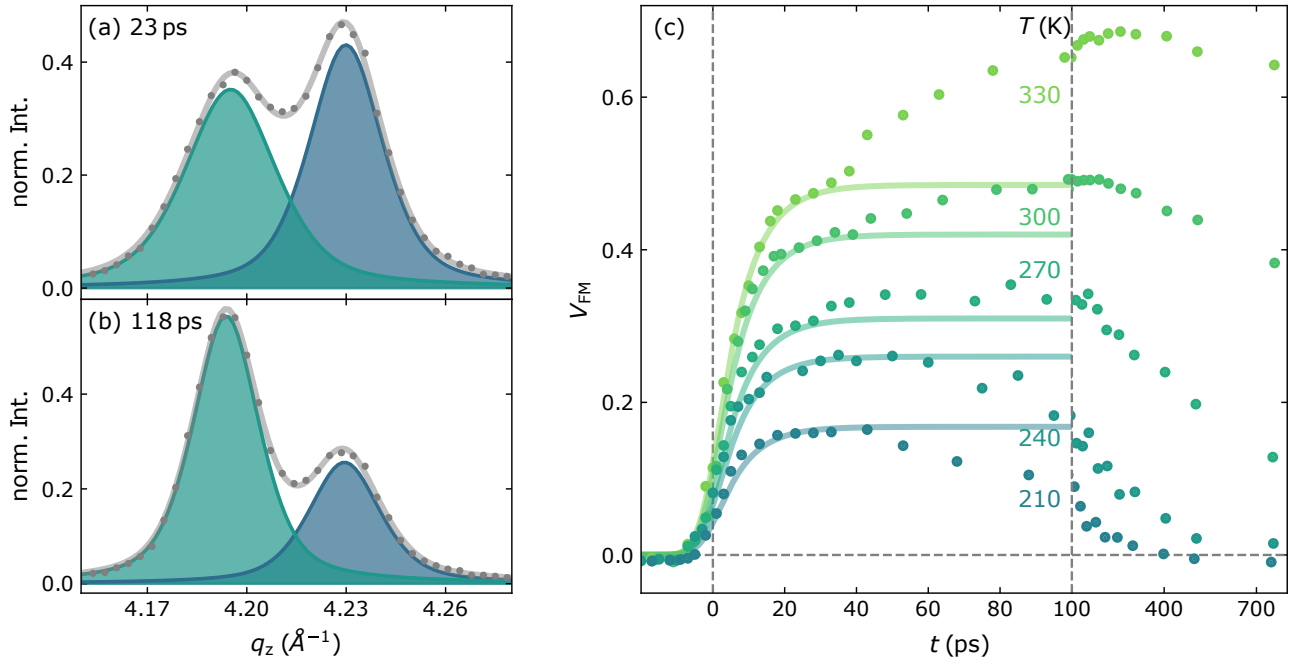 (a) 23 ps
norm. Int.
0.4
0.2
0.0
(b) 118 ps
norm. Int.
0.4
0.2
0.0
4.17 4.20 4.23 4.26
q_z (Å⁻¹)
(c)
T (K)
330
300
270
240
210
V_FM
0.6
0.4
0.2
0.0
0 20 40 60 80 100 400 700
t (ps)